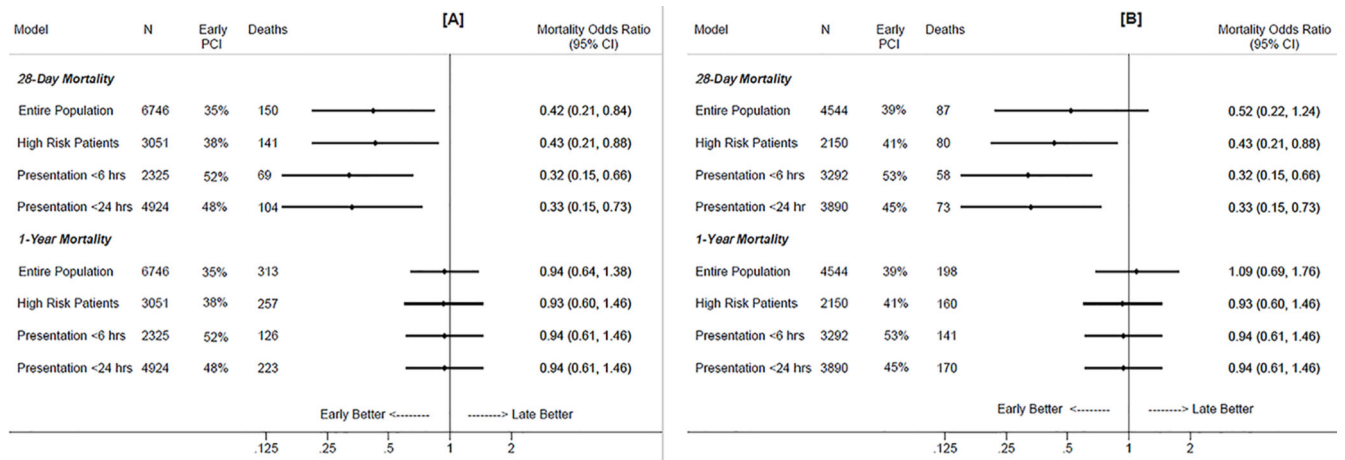 [A]
Model N Early PCI Deaths Mortality Odds Ratio (95% CI)
28-Day Mortality
Entire Population 6746 35% 150 0.42 (0.21, 0.84)
High Risk Patients 3051 38% 141 0.43 (0.21, 0.88)
Presentation <6 hrs 2325 52% 69 0.32 (0.15, 0.66)
Presentation <24 hrs 4924 48% 104 0.33 (0.15, 0.73)
1-Year Mortality
Entire Population 6746 35% 313 0.94 (0.64, 1.38)
High Risk Patients 3051 38% 257 0.93 (0.60, 1.46)
Presentation <6 hrs 2325 52% 126 0.94 (0.61, 1.46)
Presentation <24 hrs 4924 48% 223 0.94 (0.61, 1.46)
Early Better <-------- --------> Late Better
.125 .25 .5 1 2
[B]
Model N Early PCI Deaths Mortality Odds Ratio (95% CI)
28-Day Mortality
Entire Population 4544 39% 87 0.52 (0.22, 1.24)
High Risk Patients 2150 41% 80 0.43 (0.21, 0.88)
Presentation <6 hrs 3292 53% 58 0.32 (0.15, 0.66)
Presentation <24 hr 3890 45% 73 0.33 (0.15, 0.73)
1-Year Mortality
Entire Population 4544 39% 198 1.09 (0.69, 1.76)
High Risk Patients 2150 41% 160 0.93 (0.60, 1.46)
Presentation <6 hrs 3292 53% 141 0.94 (0.61, 1.46)
Presentation <24 hrs 3890 45% 170 0.94 (0.61, 1.46)
Early Better <-------- --------> Late Better
.125 .25 .5 1 2